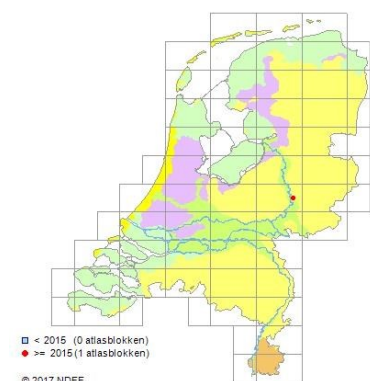 < 2015 (0 atlasblokken)
>= 2015 (1 atlasblokken)
© 2017 NDFF